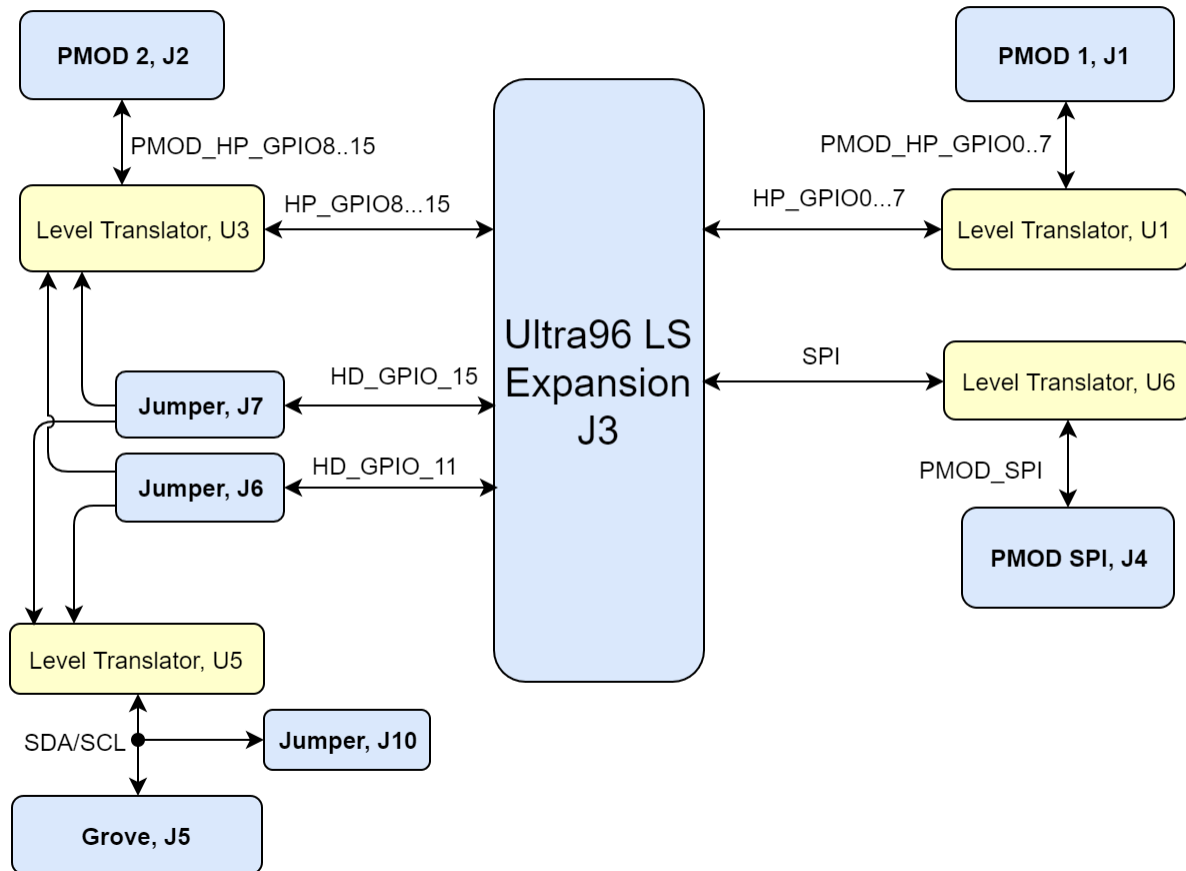 PMOD 2, J2
PMOD 1, J1
PMOD_HP_GPIO8..15
PMOD_HP_GPIO0..7
HP_GPIO8...15
HP_GPIO0...7
Level Translator, U3
Level Translator, U1
Ultra96 LS
Expansion
J3
HD_GPIO_15
SPI
Jumper, J7
Level Translator, U6
HD_GPIO_11
Jumper, J6
PMOD_SPI
PMOD SPI, J4
Level Translator, U5
SDA/SCL
Jumper, J10
Grove, J5